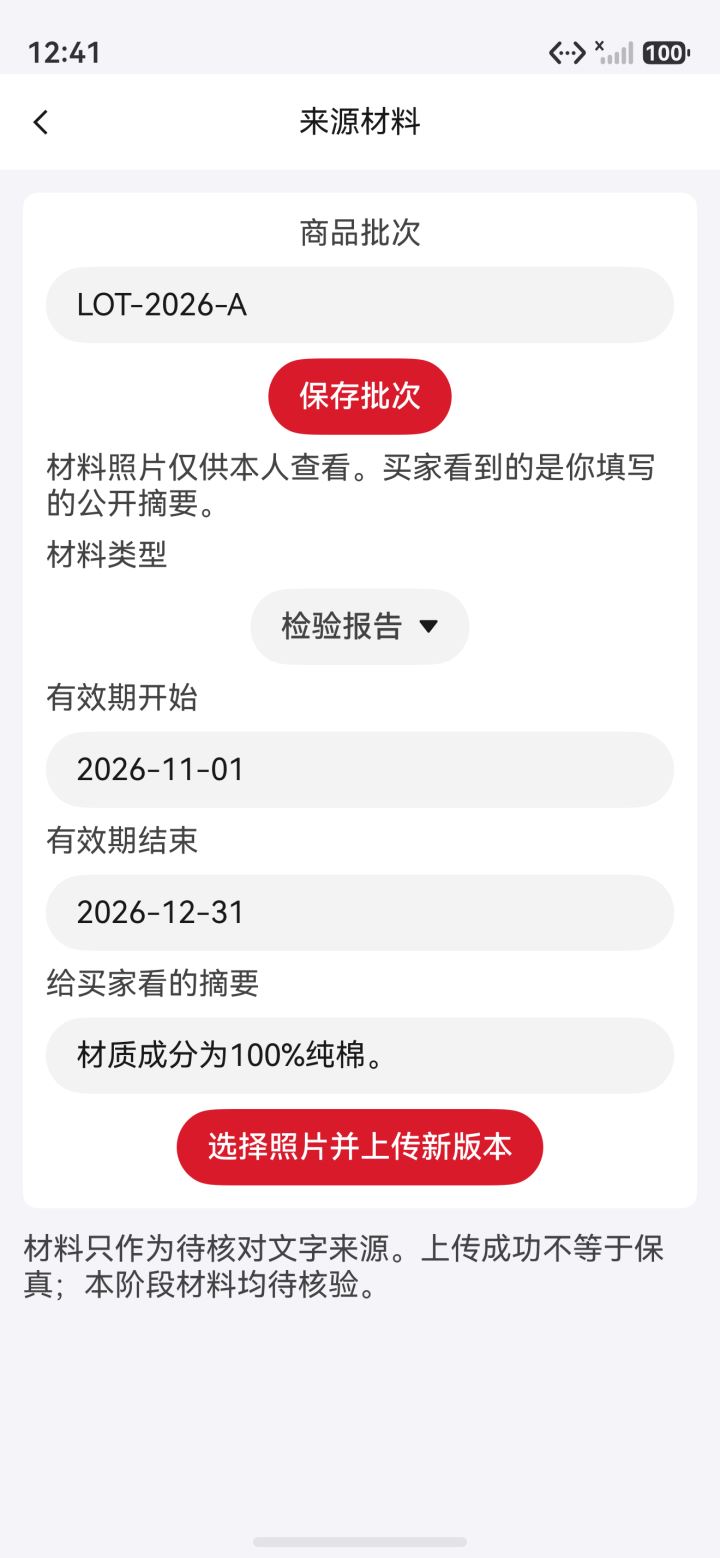 12:41
100
来源材料
商品批次
LOT-2026-A
保存批次
材料照片仅供本人查看。买家看到的是你填写
的公开摘要。
材料类型
检验报告
有效期开始
2026-11-01
有效期结束
2026-12-31
给买家看的摘要
材质成分为100%纯棉。
选择照片并上传新版本
材料只作为待核对文字来源。上传成功不等于保
真；本阶段材料均待核验。